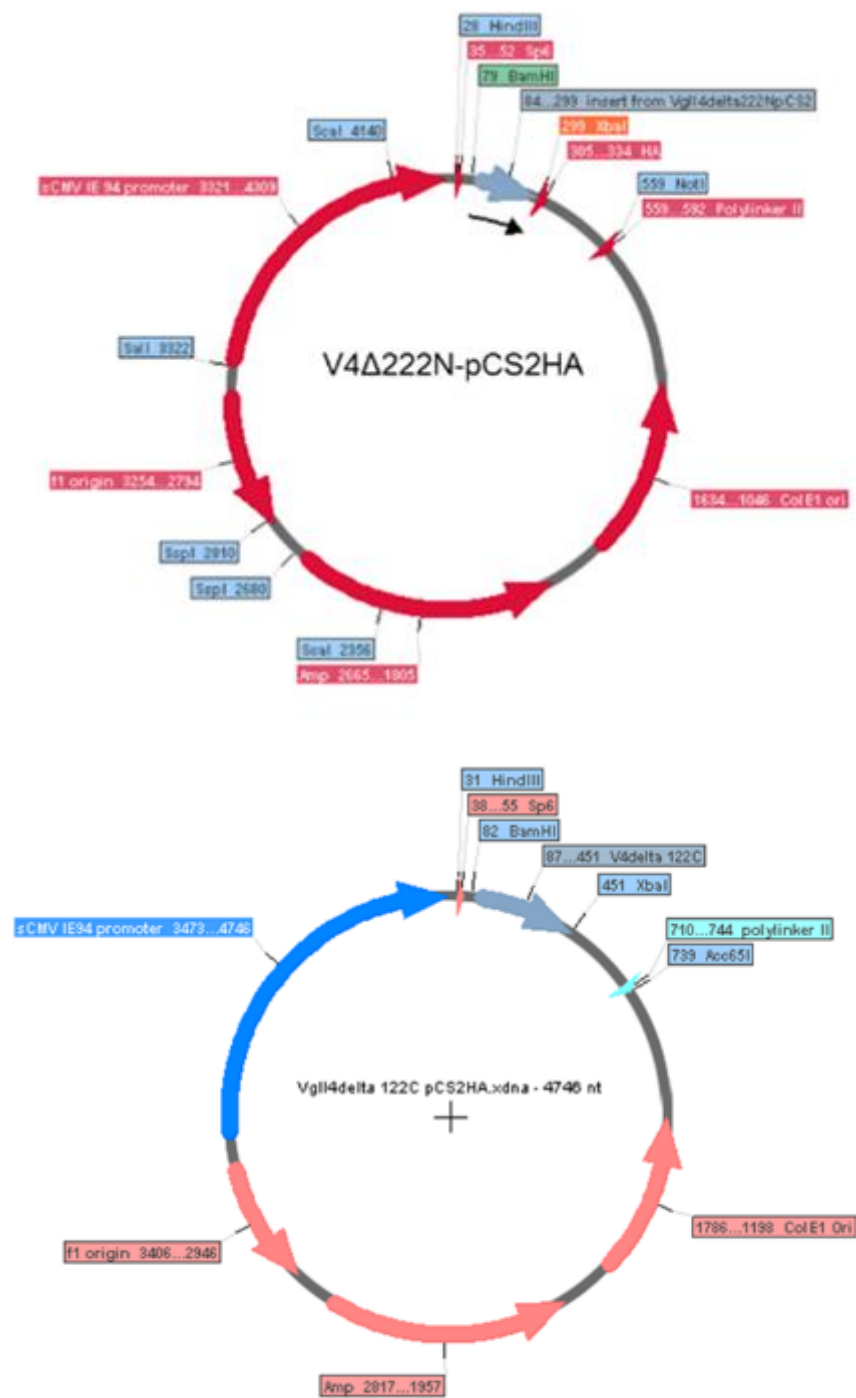 28 HindIII
35...52 Sp6
79 BamHI
84...299 insert from Vgll4delta222NpCS2
ScaI 4140
299 XbaI
305...334 HA
sCMV IE 94 promoter 3321...4309
559 NotI
559...592 Polylinker II
SalI 3322
V4Δ222N-pCS2HA
f1 origin 3254...2794
1634...1046 ColE1 ori
SspI 2810
SspI 2680
ScaI 2356
Amp 2665...1805
31 HindIII
38...55 Sp6
82 BamHI
87...451 V4delta 122C
451 XbaI
sCMV IE94 promoter 3473...4746
710...744 polylinker II
739 Acc65I
Vgll4delta 122C pCS2HA.xdna - 4746 nt
f1 origin 3406...2946
1786...1198 ColE1 Ori
Amp 2817...1957